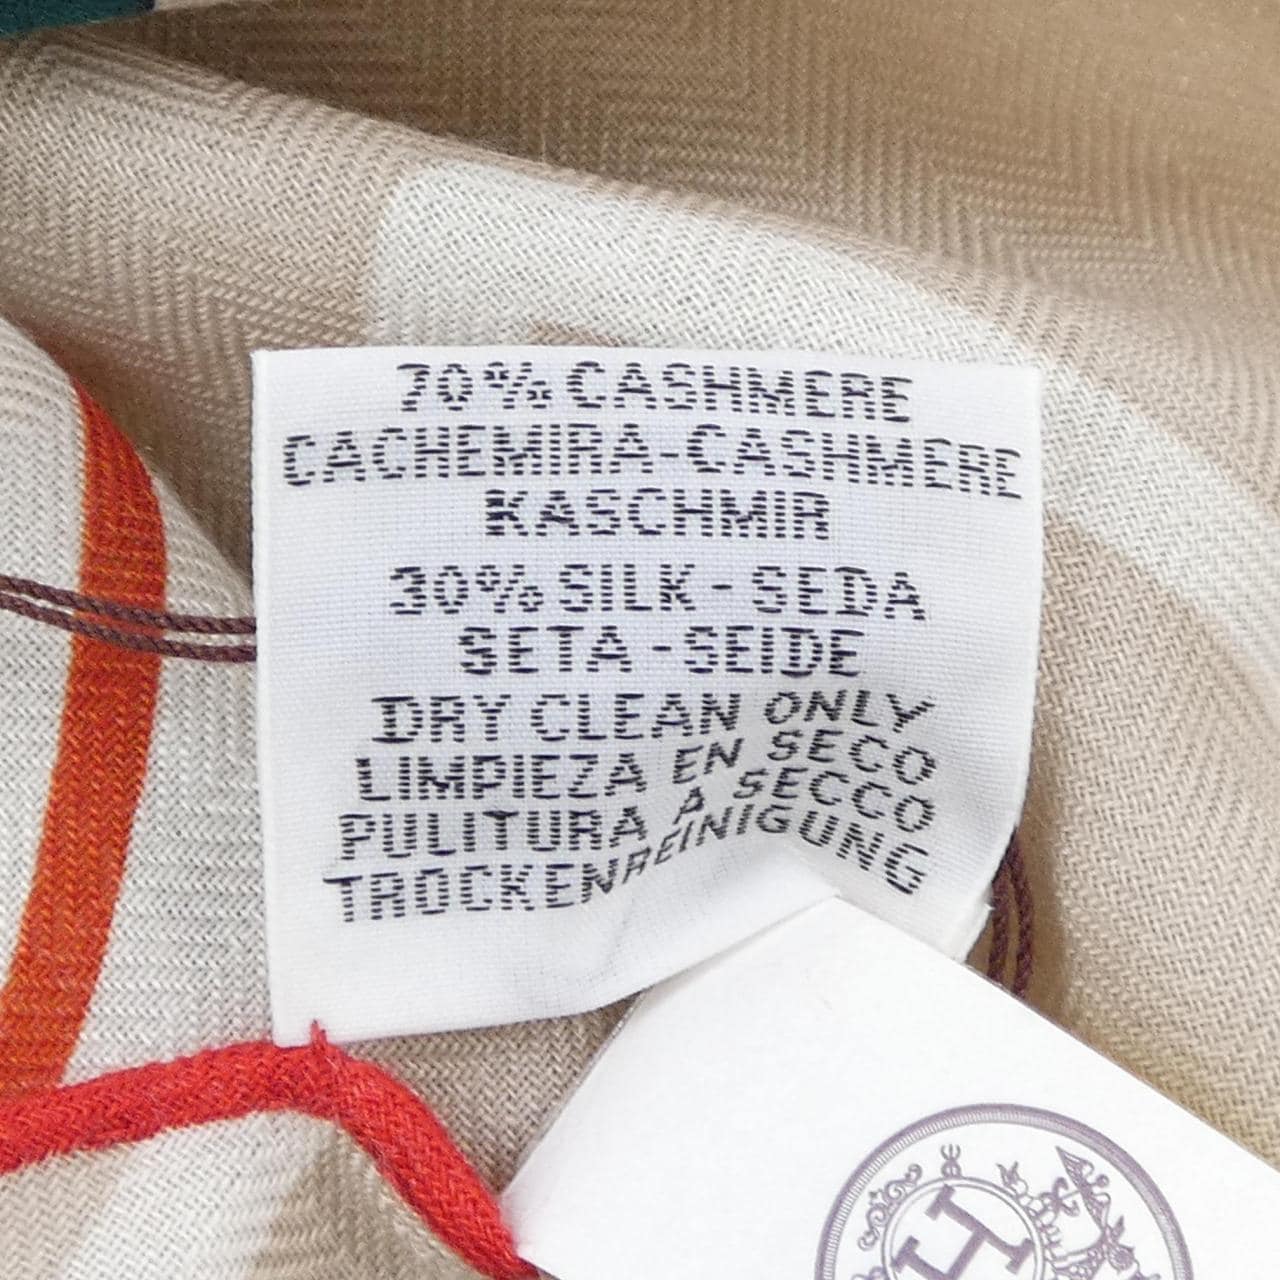 70% CASHMERE
CACHEMIRA-CASHMERE
KASCHMIR
30% SILK - SEDA
SETA - SEIDE
DRY CLEAN ONLY
LIMPIEZA EN SECO
PULITURA A SECCO
TROCKENREINIGUNG
H